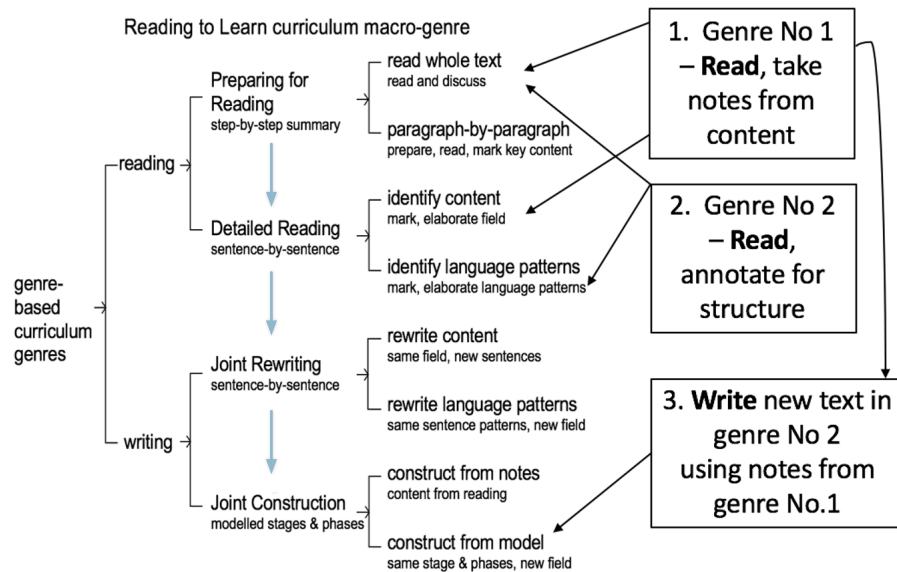 Reading to Learn curriculum macro-genre
genre-
based
curriculum
genres
reading
writing
Preparing for
Reading
step-by-step summary
Detailed Reading
sentence-by-sentence
Joint Rewriting
sentence-by-sentence
Joint Construction
modelled stages & phases
read whole text
read and discuss
paragraph-by-paragraph
prepare, read, mark key content
identify content
mark, elaborate field
identify language patterns
mark, elaborate language patterns
rewrite content
same field, new sentences
rewrite language patterns
same sentence patterns, new field
construct from notes
content from reading
construct from model
same stage & phases, new field
1. Genre No 1
– Read, take
notes from
content
2. Genre No 2
– Read,
annotate for
structure
3. Write new text in
genre No 2
using notes from
genre No.1